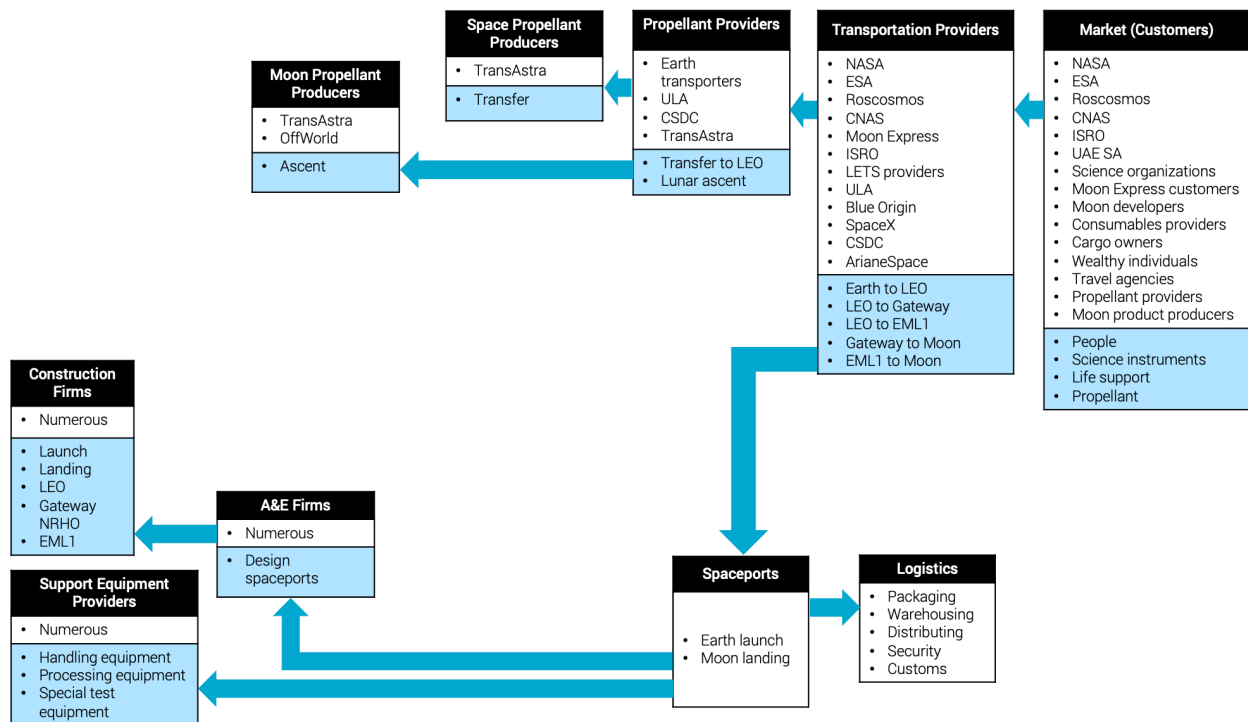 Space Propellant
Producers
• TransAstra
• Transfer
Propellant Providers
• Earth
transporters
• ULA
• CSDC
• TransAstra
• Transfer to LEO
• Lunar ascent
Transportation Providers
• NASA
• ESA
• Roscosmos
• CNAS
• Moon Express
• ISRO
• LETS providers
• ULA
• Blue Origin
• SpaceX
• CSDC
• ArianeSpace
• Earth to LEO
• LEO to Gateway
• LEO to EML1
• Gateway to Moon
• EML1 to Moon
Market (Customers)
• NASA
• ESA
• Roscosmos
• CNAS
• ISRO
• UAE SA
• Science organizations
• Moon Express customers
• Moon developers
• Consumables providers
• Cargo owners
• Wealthy individuals
• Travel agencies
• Propellant providers
• Moon product producers
• People
• Science instruments
• Life support
• Propellant
Moon Propellant
Producers
• TransAstra
• OffWorld
• Ascent
Construction
Firms
• Numerous
• Launch
• Landing
• LEO
• Gateway
NRHO
• EML1
A&E Firms
• Numerous
• Design
spaceports
Support Equipment
Providers
• Numerous
• Handling equipment
• Processing equipment
• Special test
equipment
Spaceports
• Earth launch
• Moon landing
Logistics
• Packaging
• Warehousing
• Distributing
• Security
• Customs